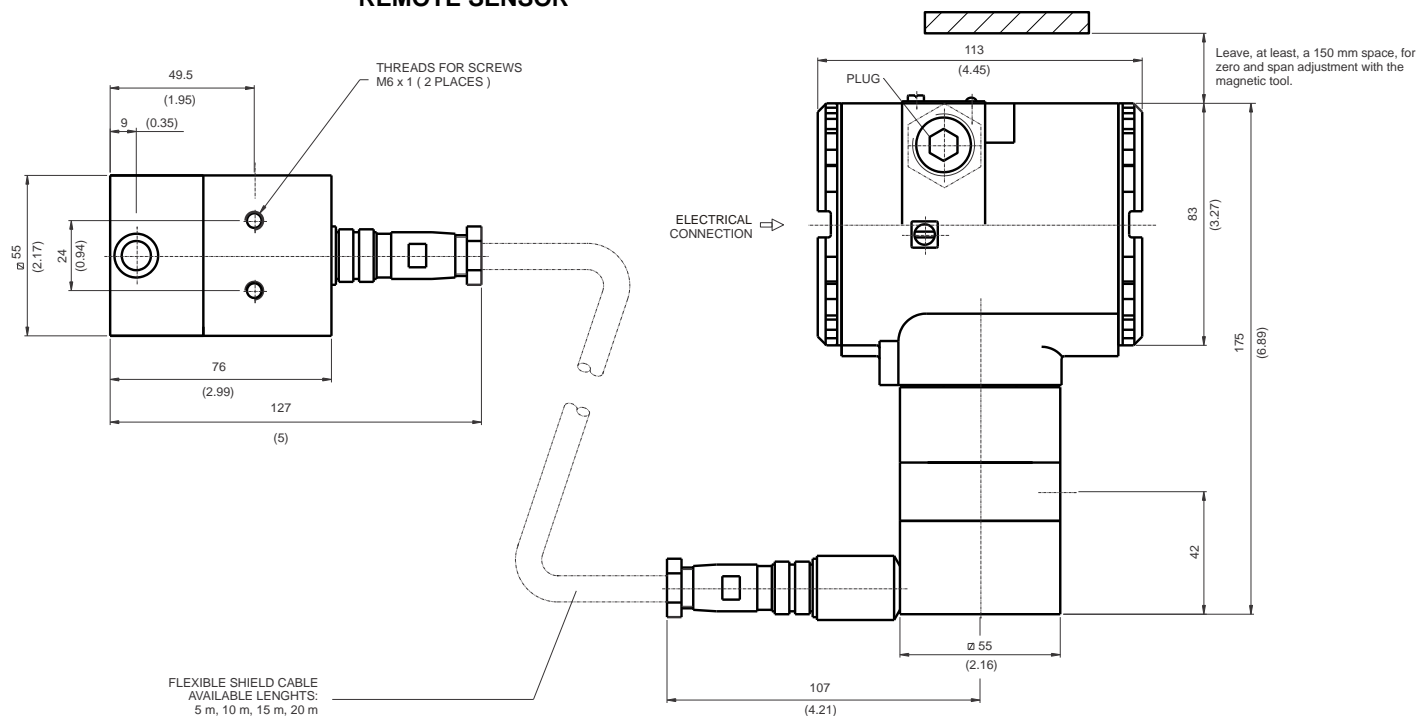 REMOTE SENSOR
113
(4.45)
Leave, at least, a 150 mm space, for
zero and span adjustment with the
magnetic tool.
THREADS FOR SCREWS
M6 x 1 ( 2 PLACES )
PLUG
49.5
(1.95)
9 (0.35)
ELECTRICAL
CONNECTION
83
(3.27)
55
(2.17)
24
(0.94)
175
(6.89)
76
(2.99)
127
(5)
42
55
(2.16)
FLEXIBLE SHIELD CABLE
AVAILABLE LENGHTS:
5 m, 10 m, 15 m, 20 m
107
(4.21)